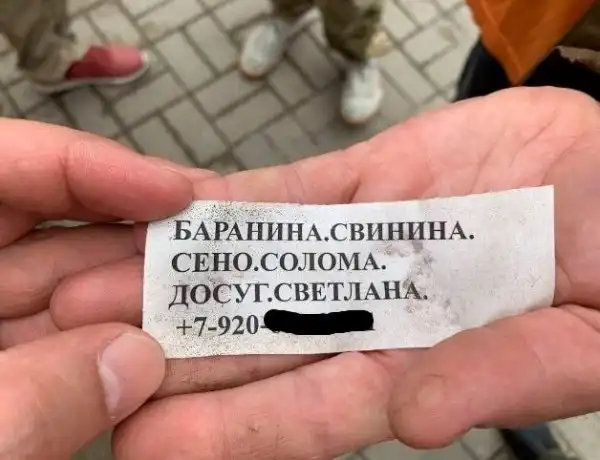 БАРАНИНА.СВИНИНА.
СЕНО.СОЛОМА.
ДОСУГ.СВЕТЛАНА.
+7-920-